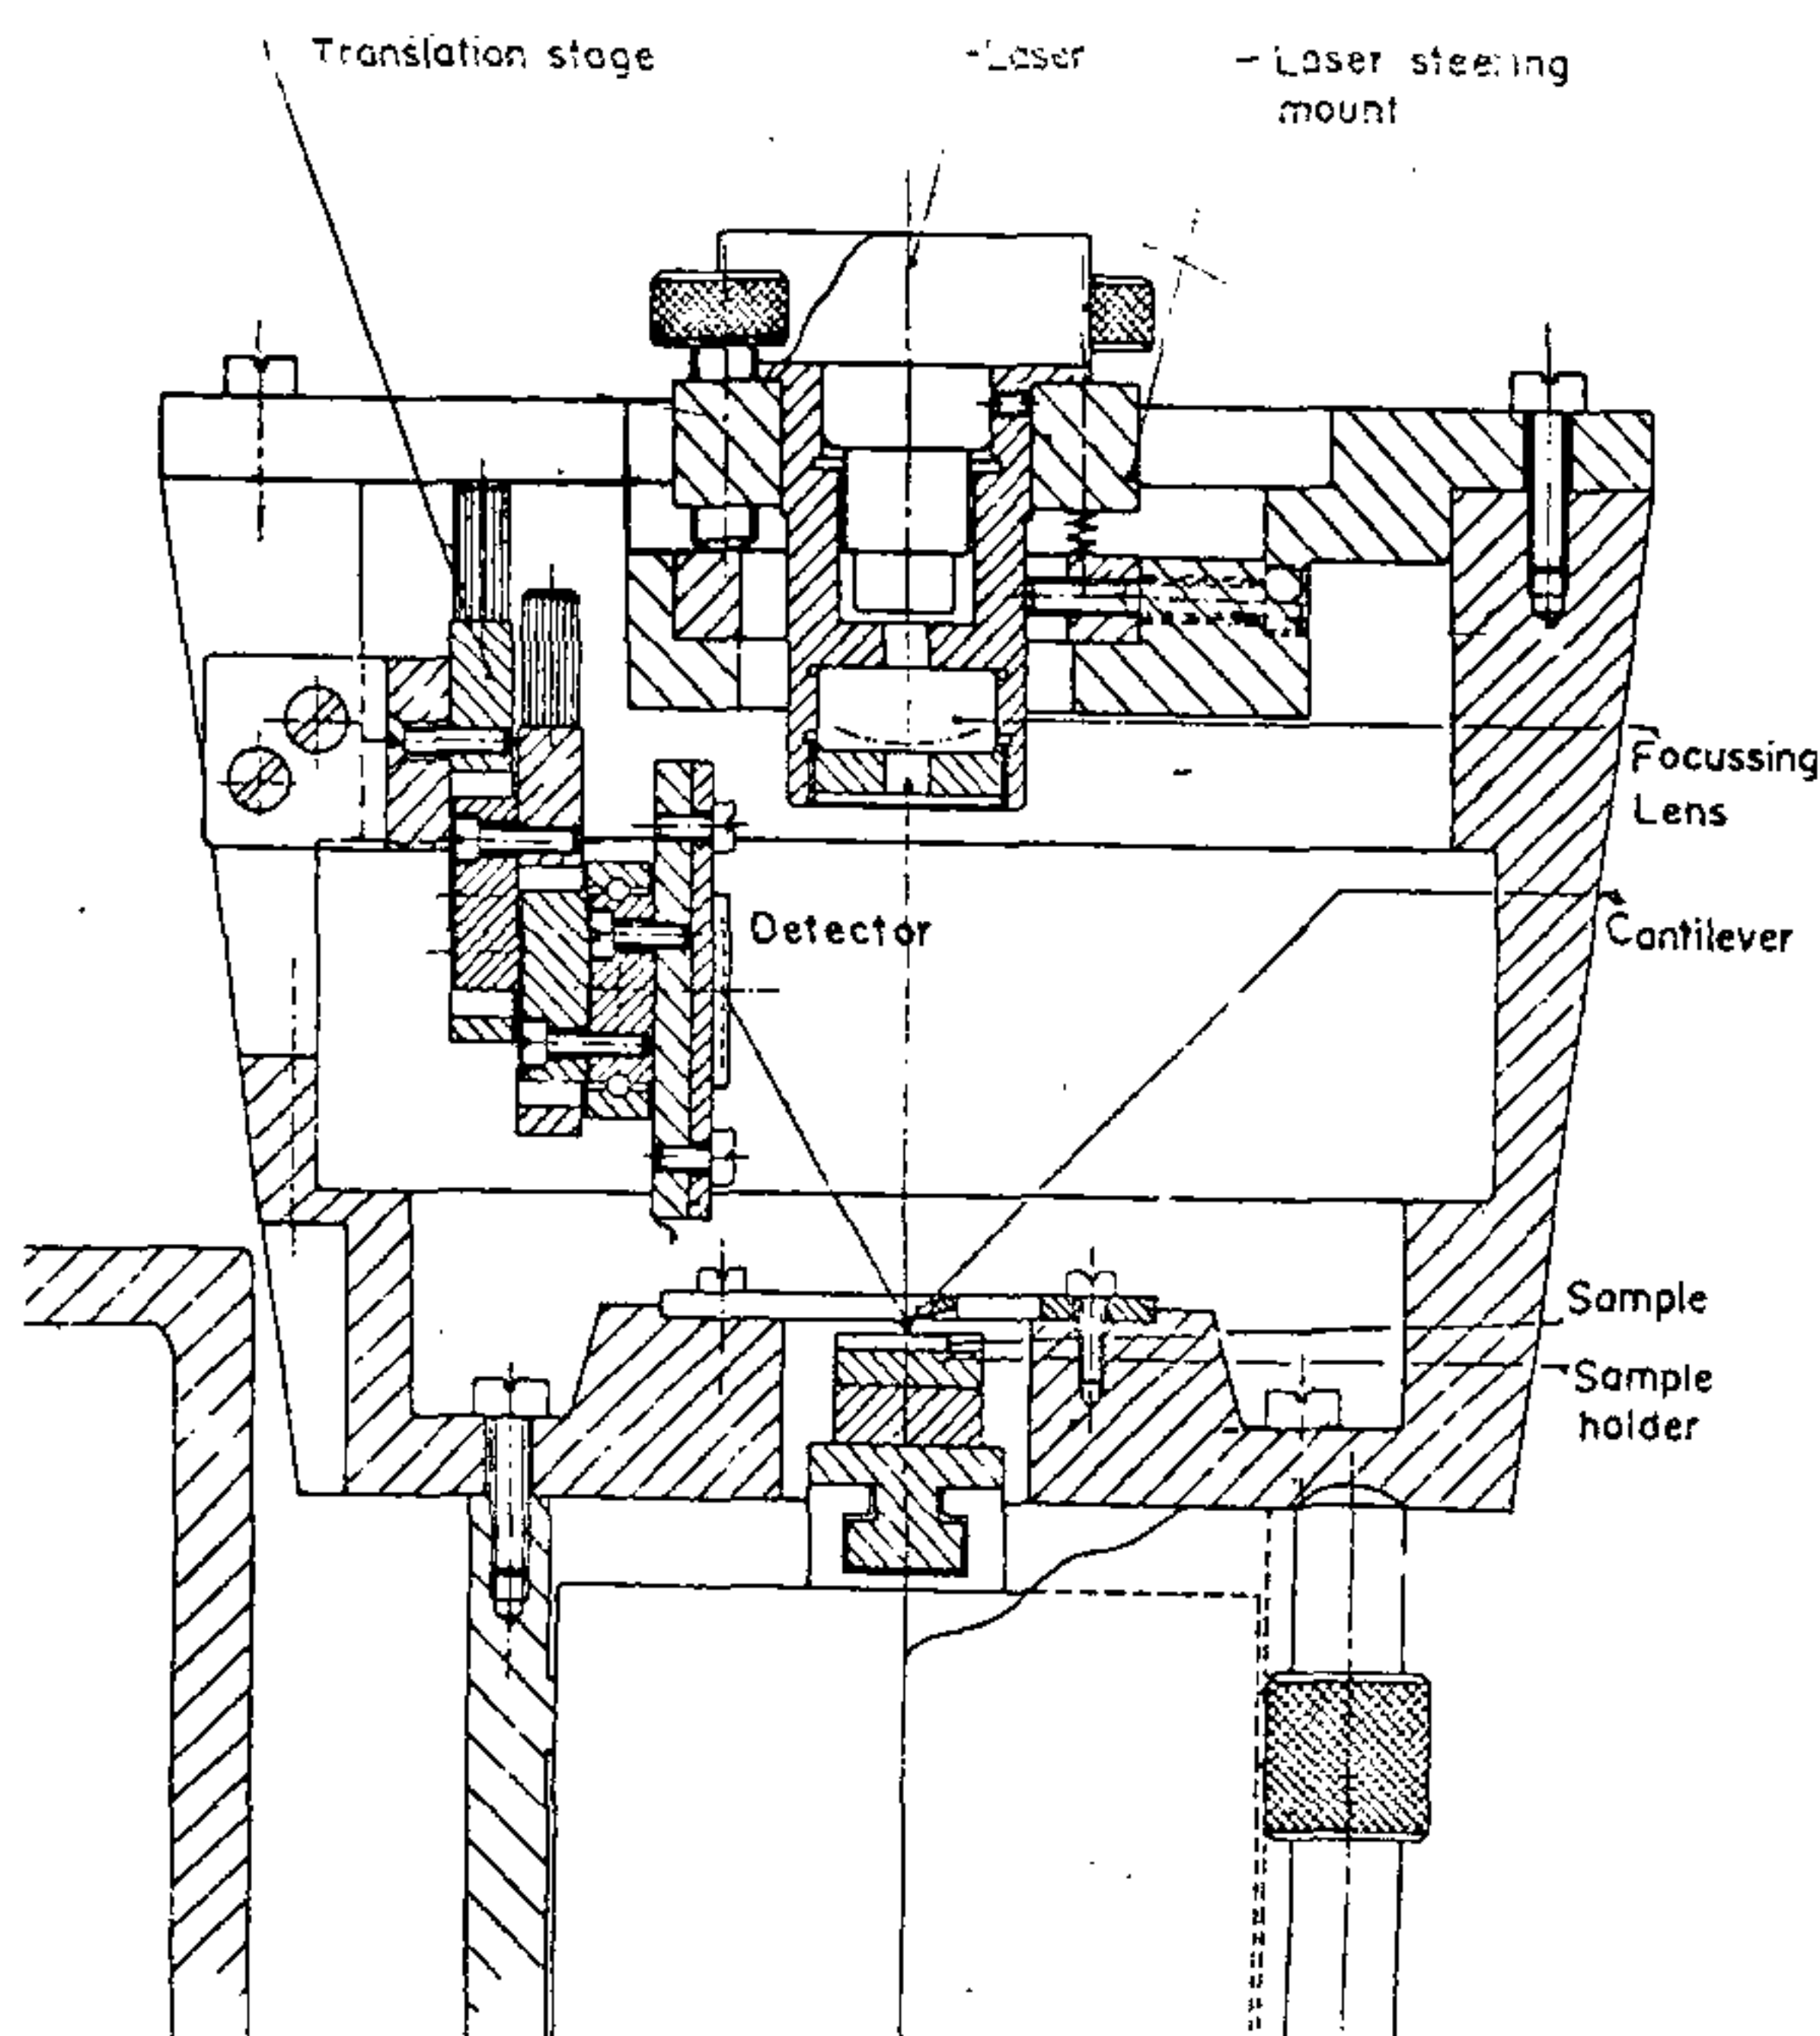 Translation stage
Laser
Laser steering
mount
Focussing
Lens
Detector
Cantilever
Sample
Sample
holder